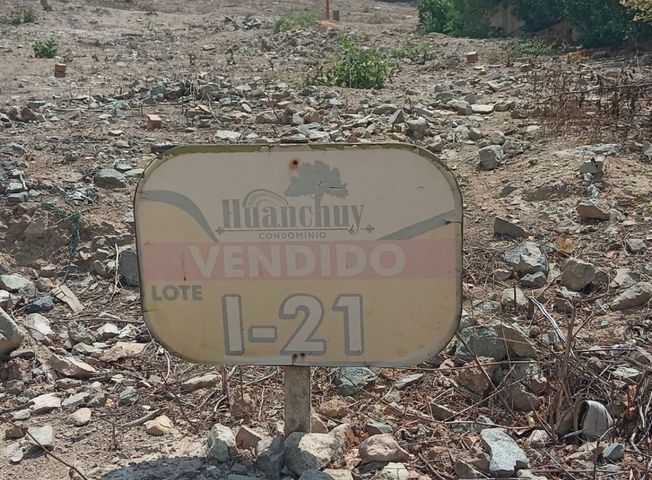 Huanchuy
CONDOMINIO
VENDIDO
LOTE I-21